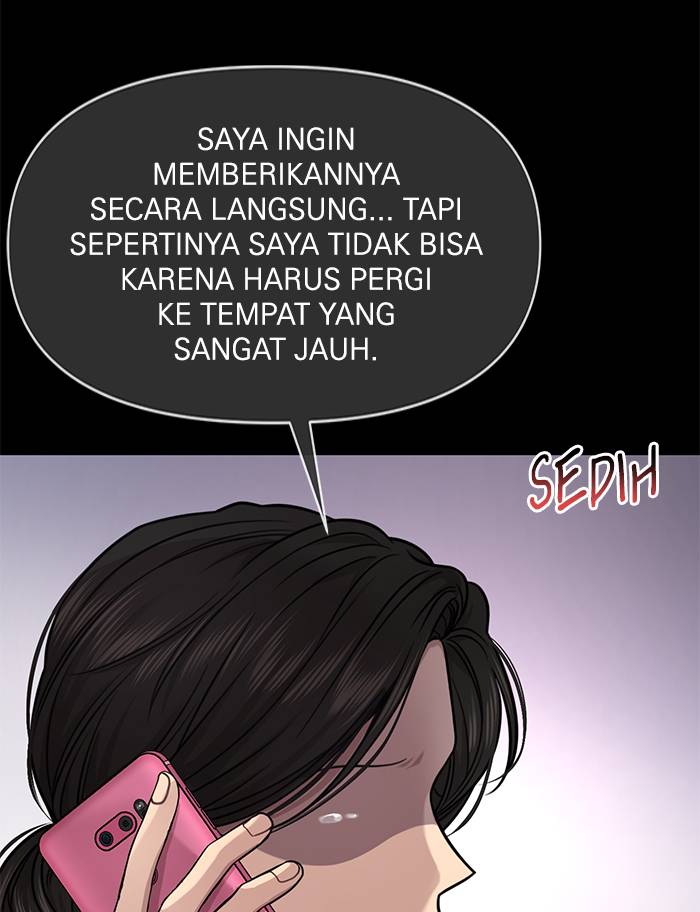 SAYA INGIN
MEMBERIKANNYA
SECARA LANGSUNG... TAPI
SEPERTINYA SAYA TIDAK BISA
KARENA HARUS PERGI
KE TEMPAT YANG
SANGAT JAUH.
SEDIH